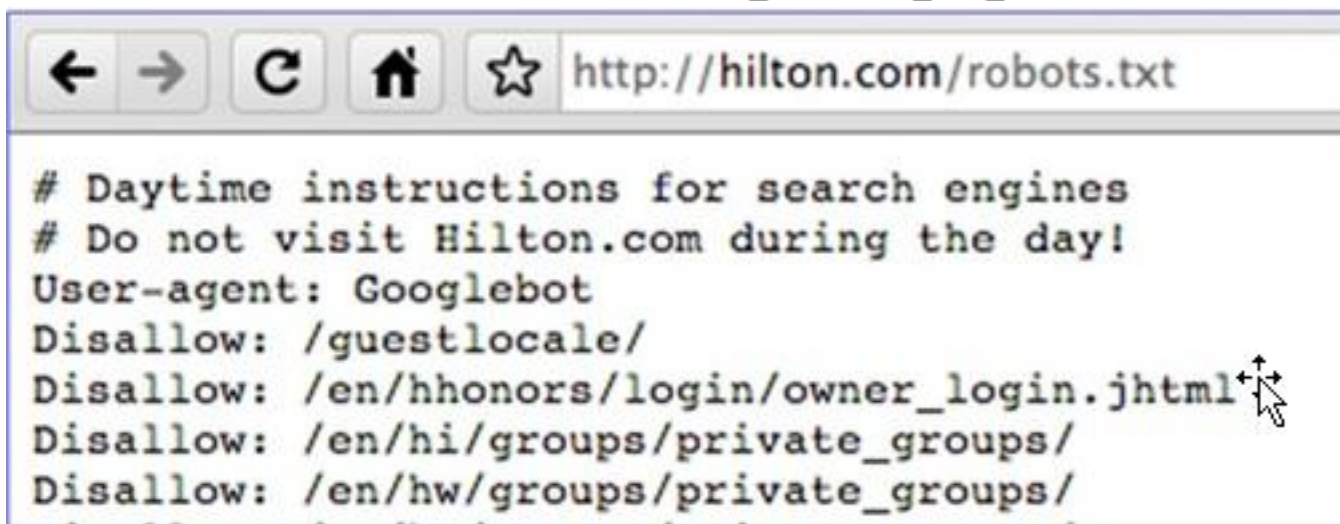 http://hilton.com/robots.txt
# Daytime instructions for search engines
# Do not visit Hilton.com during the day!
User-agent: Googlebot
Disallow: /guestlocale/
Disallow: /en/hhonors/login/owner_login.jhtml
Disallow: /en/hi/groups/private_groups/
Disallow: /en/hw/groups/private_groups/